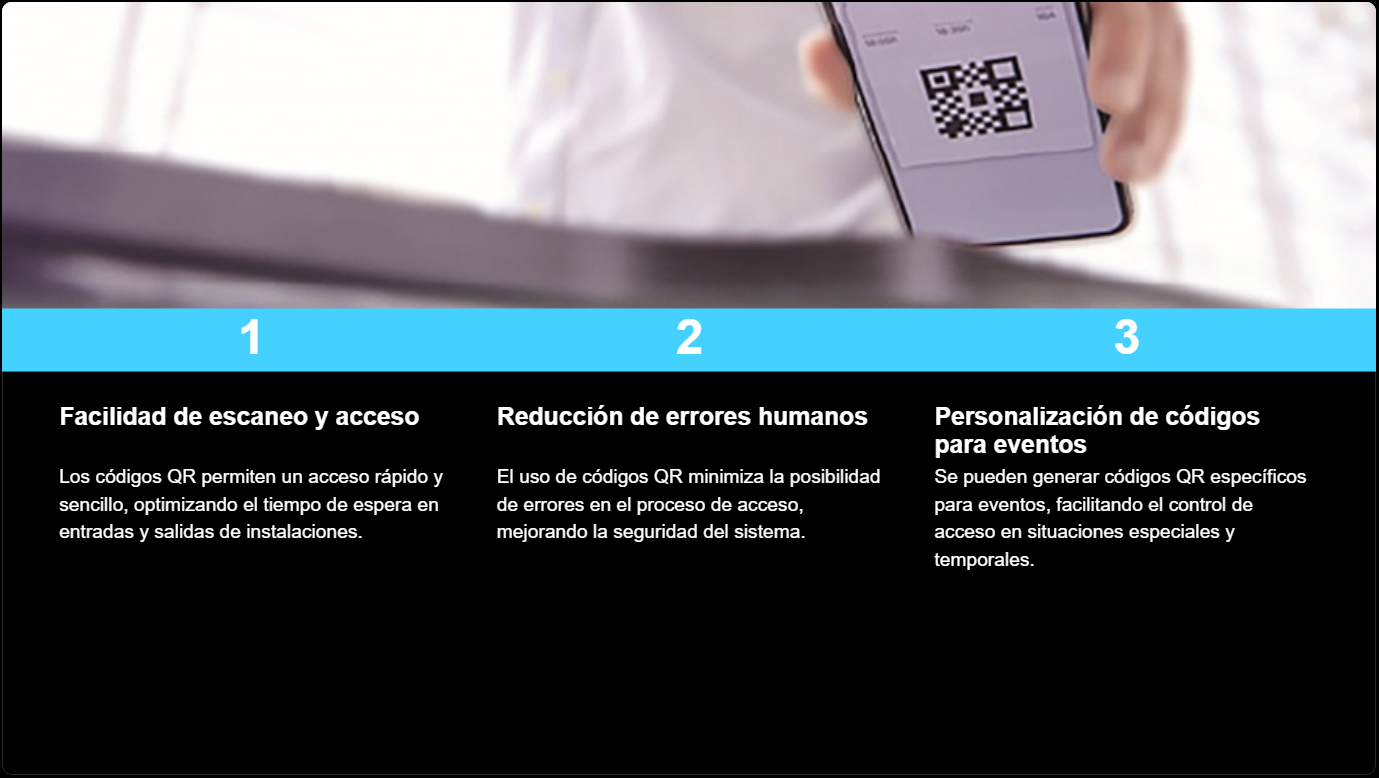 1
2
3
Facilidad de escaneo y acceso
Los códigos QR permiten un acceso rápido y
sencillo, optimizando el tiempo de espera en
entradas y salidas de instalaciones.
Reducción de errores humanos
El uso de códigos QR minimiza la posibilidad
de errores en el proceso de acceso,
mejorando la seguridad del sistema.
Personalización de códigos
para eventos
Se pueden generar códigos QR específicos
para eventos, facilitando el control de
acceso en situaciones especiales y
temporales.